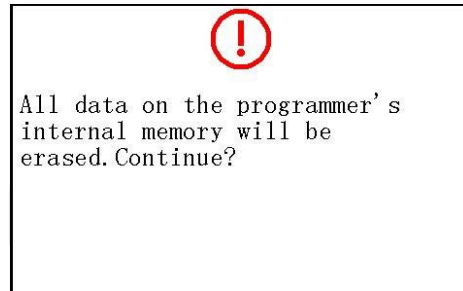 All data on the programmer's
internal memory will be
erased.Continue?